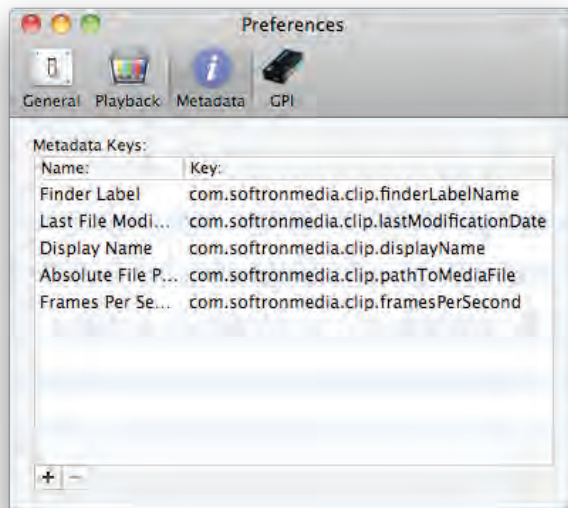 Preferences
General Playback Metadata GPI
Metadata Keys:
Name: Key:
Finder Label com.softronmedia.clip.finderLabelName
Last File Modi... com.softronmedia.clip.lastModificationDate
Display Name com.softronmedia.clip.displayName
Absolute File P... com.softronmedia.clip.pathToMediaFile
Frames Per Se... com.softronmedia.clip.framesPerSecond